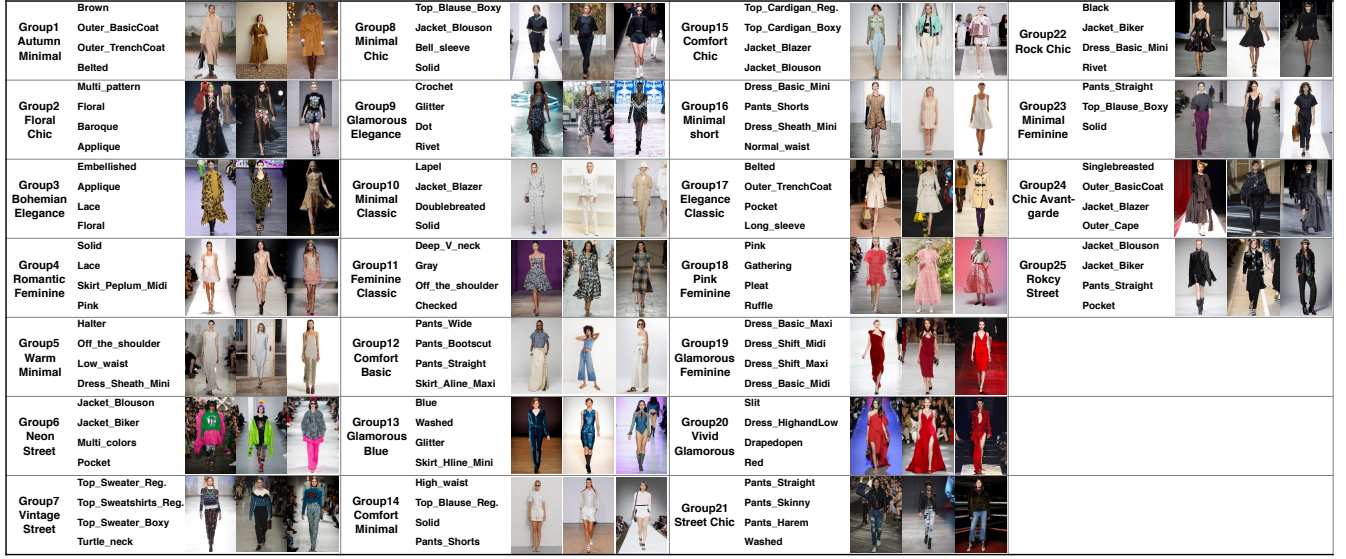 Group1
Autumn
Minimal
Brown
Outer_BasicCoat
Outer_TrenchCoat
Belted
Group2
Floral
Chic
Multi_pattern
Floral
Baroque
Applique
Group3
Bohemian
Elegance
Embellished
Applique
Lace
Floral
Group4
Romantic
Feminine
Solid
Lace
Skirt_Peplum_Midi
Pink
Group5
Warm
Minimal
Halter
Off_the_shoulder
Low_waist
Dress_Sheath_Mini
Group6
Neon
Street
Jacket_Blouson
Jacket_Biker
Multi_colors
Pocket
Group7
Vintage
Street
Top_Sweater_Reg.
Top_Sweatshirts_Reg.
Top_Sweater_Boxy
Turtle_neck
Group8
Minimal
Chic
Top_Blause_Boxy
Jacket_Blouson
Bell_sleeve
Solid
Group9
Glamorous
Elegance
Crochet
Glitter
Dot
Rivet
Group10
Minimal
Classic
Lapel
Jacket_Blazer
Doublebreated
Solid
Group11
Feminine
Classic
Deep_V_neck
Gray
Off_the_shoulder
Checked
Group12
Comfort
Basic
Pants_Wide
Pants_Bootscut
Pants_Straight
Skirt_Aline_Maxi
Group13
Glamorous
Blue
Blue
Washed
Glitter
Skirt_Hline_Mini
Group14
Comfort
Minimal
High_waist
Top_Blause_Reg.
Solid
Pants_Shorts
Group15
Comfort
Chic
Top_Cardigan_Reg.
Top_Cardigan_Boxy
Jacket_Blazer
Jacket_Blouson
Group16
Minimal
short
Dress_Basic_Mini
Pants_Shorts
Dress_Sheath_Mini
Normal_waist
Group17
Elegance
Classic
Belted
Outer_TrenchCoat
Pocket
Long_sleeve
Group18
Pink
Feminine
Pink
Gathering
Pleat
Ruffle
Group19
Glamorous
Feminine
Dress_Basic_Maxi
Dress_Shift_Midi
Dress_Shift_Maxi
Dress_Basic_Midi
Group20
Vivid
Glamorous
Slit
Dress_HighandLow
Drapedopen
Red
Group21
Street Chic
Pants_Straight
Pants_Skinny
Pants_Harem
Washed
Group22
Rock Chic
Black
Jacket_Biker
Dress_Basic_Mini
Rivet
Group23
Minimal
Feminine
Pants_Straight
Top_Blause_Boxy
Solid
Group24
Chic Avant-
garde
Singlebreasted
Outer_BasicCoat
Jacket_Blazer
Outer_Cape
Group25
Rokcy
Street
Jacket_Blouson
Jacket_Biker
Pants_Straight
Pocket